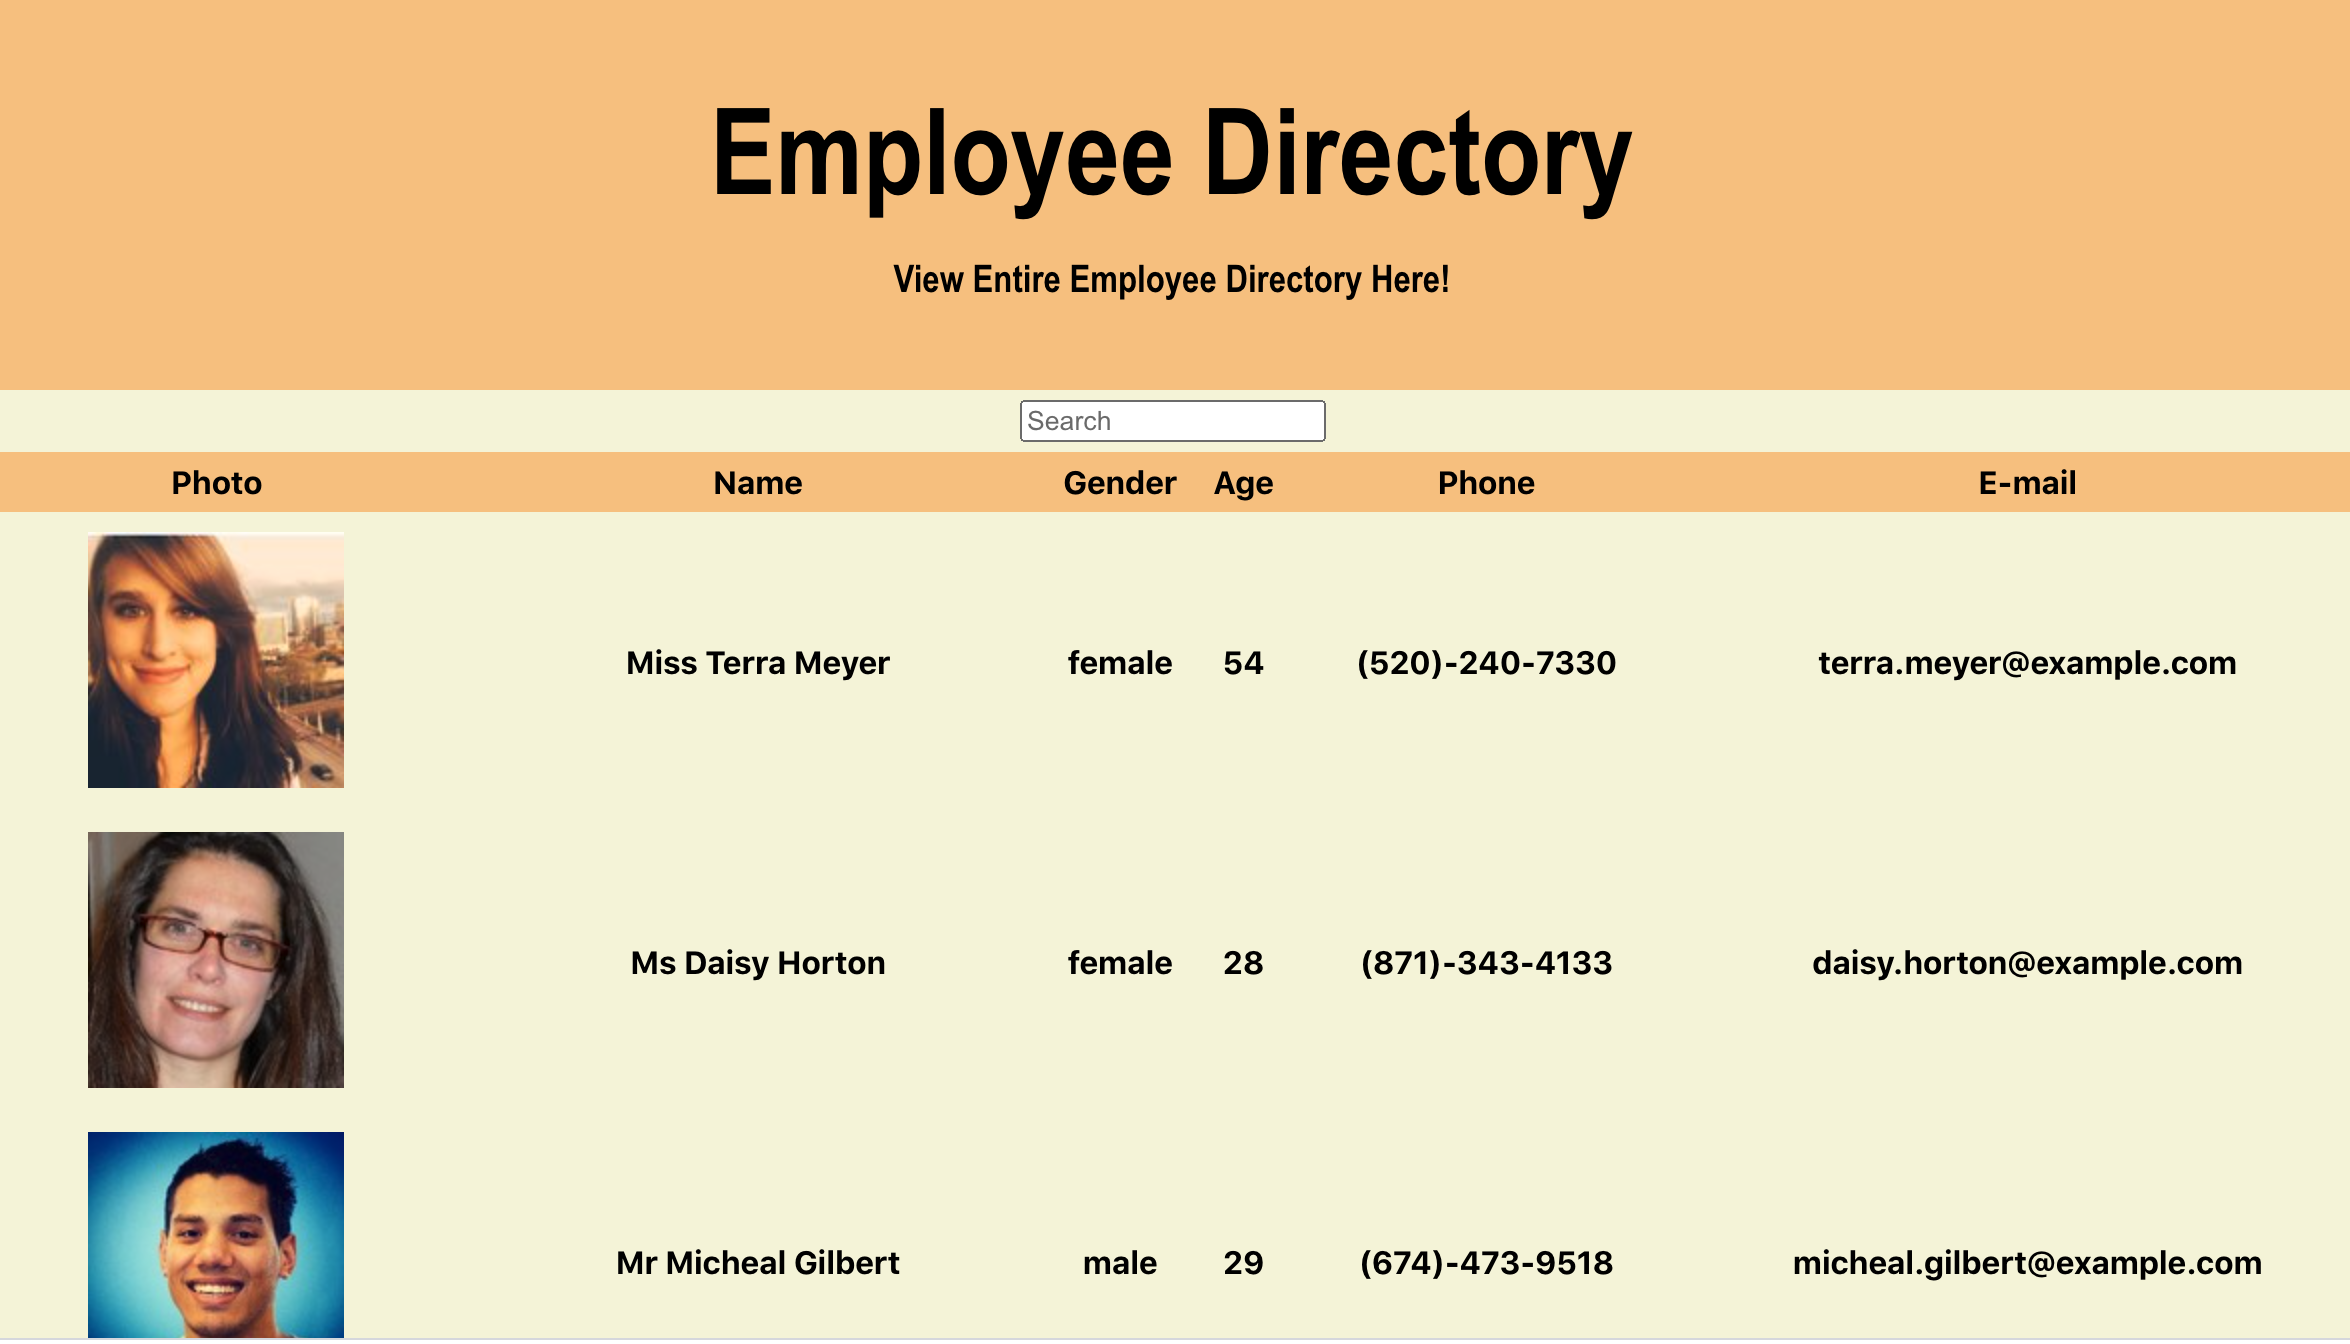 Employee Directory
View Entire Employee Directory Here!
Search
Photo Name Gender Age Phone E-mail
Miss Terra Meyer female 54 (520)-240-7330 terra.meyer@example.com
Ms Daisy Horton female 28 (871)-343-4133 daisy.horton@example.com
Mr Micheal Gilbert male 29 (674)-473-9518 micheal.gilbert@example.com